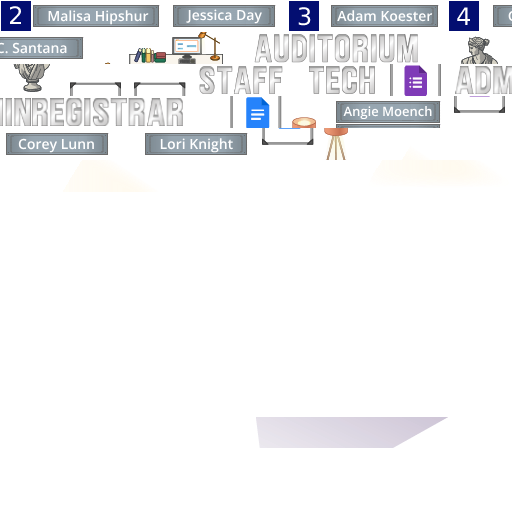 2 Malisa Hipshur Jessica Day 3 Adam Koester 4
C. Santana AUDITORIUM
STAFF TECH ADM
INREGISTRAR Angie Moench
Corey Lunn Lori Knight